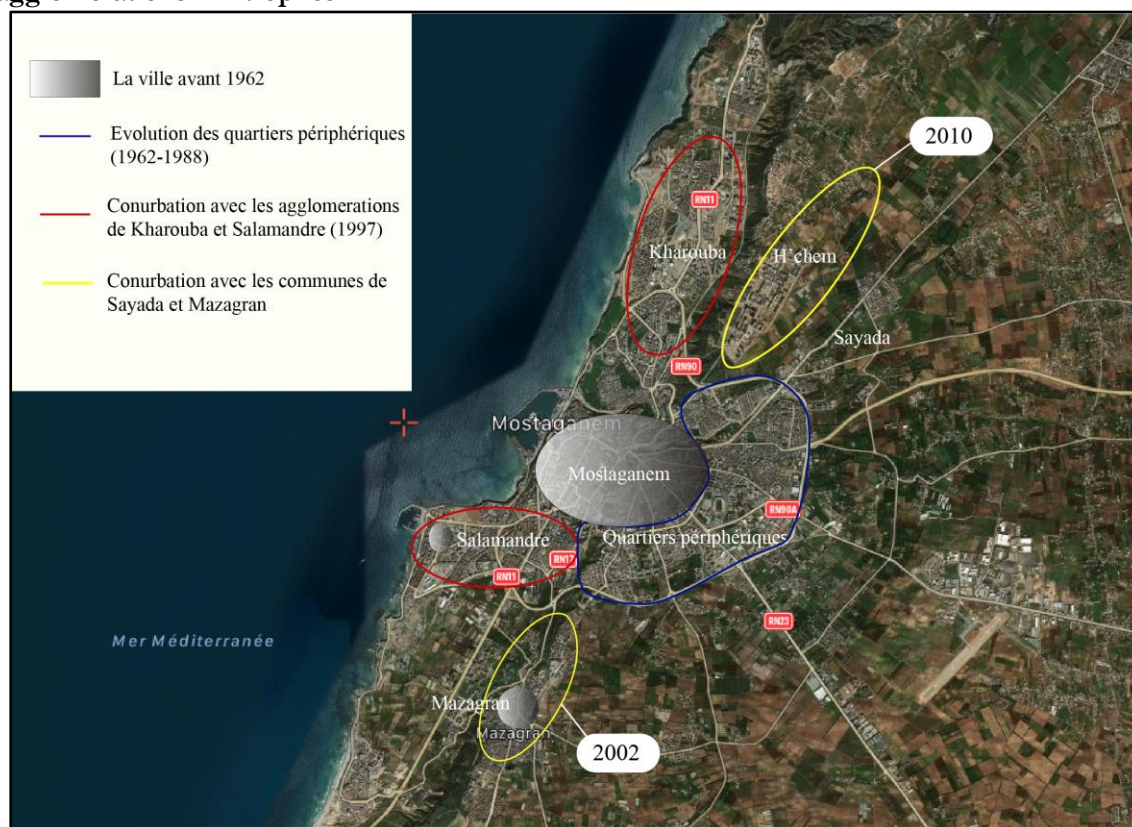 La ville avant 1962
Evolution des quartiers périphériques
(1962-1988)
Conurbation avec les agglomerations
de Kharouba et Salamandre (1997)
Conurbation avec les communes de
Sayada et Mazagran
2010
RN11
Kharouba
H'chem
Sayada
RN90
Mostaganem
Mostaganem
RN90A
Quartiers périphériques
Salamandre
RN17
RN11
RN23
Mer Méditerranée
Mazagran
Mazagran
2002